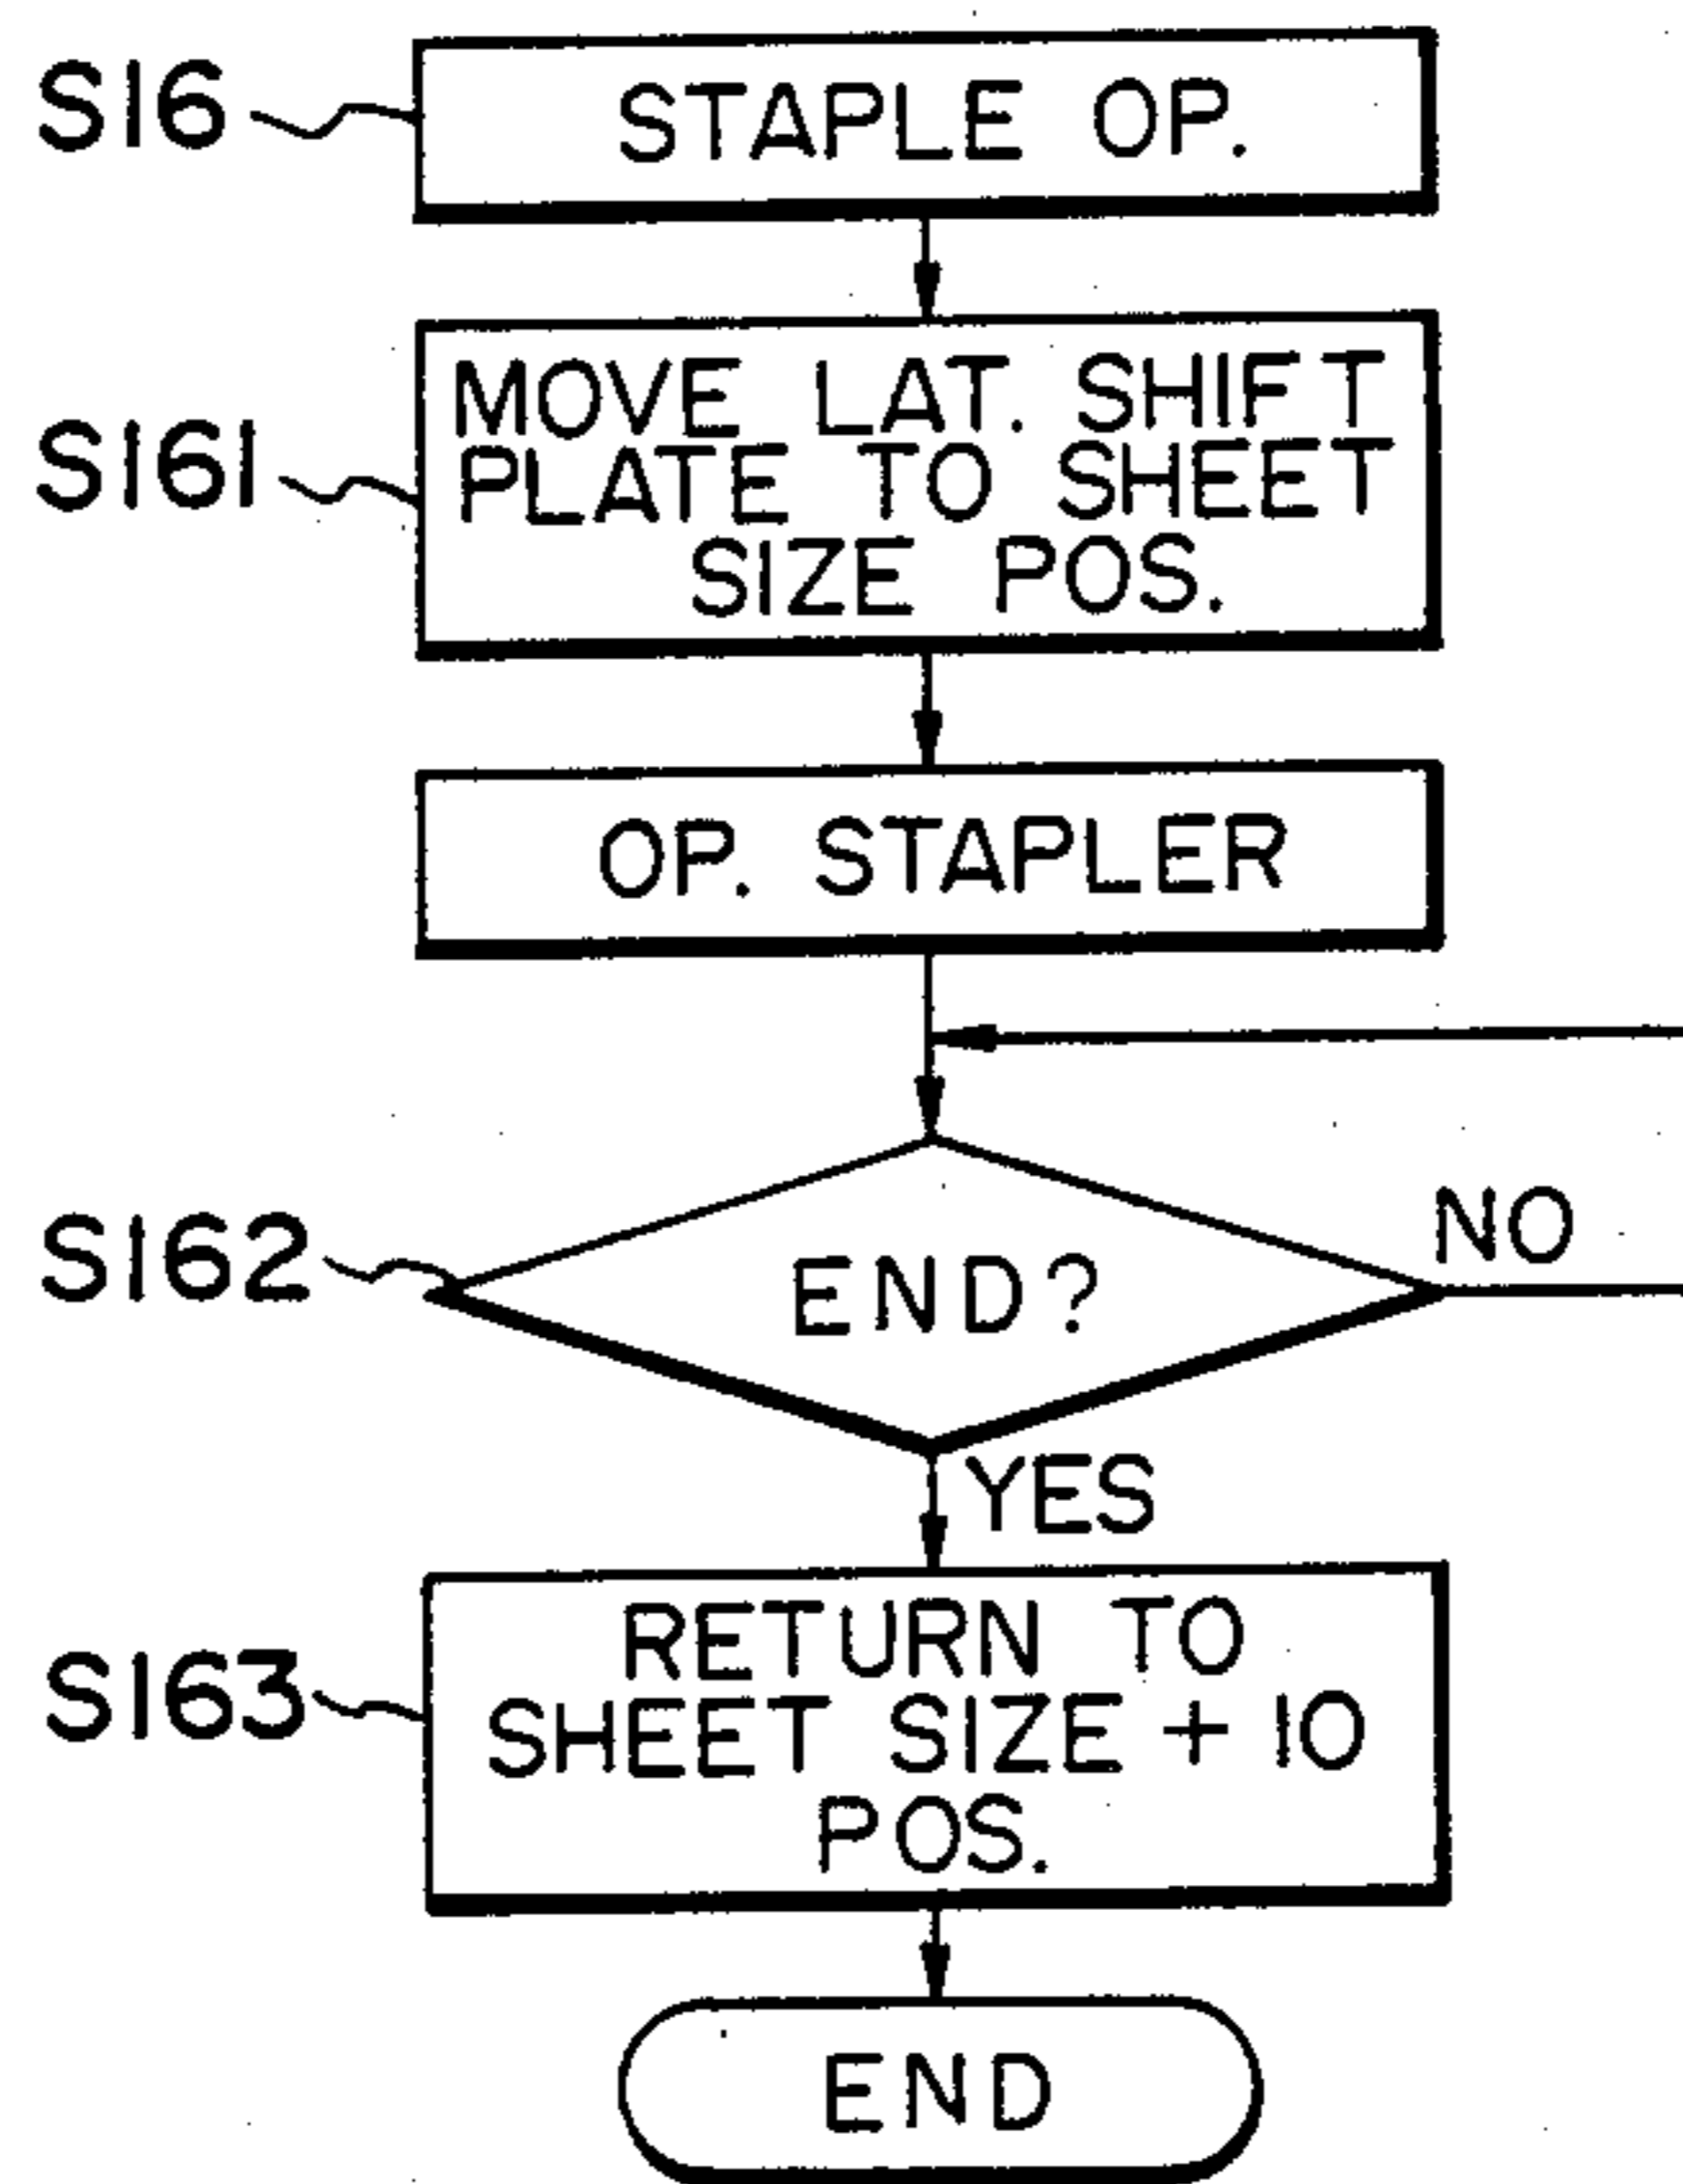 S16
STAPLE OP.
S161
MOVE LAT. SHIFT
PLATE TO SHEET
SIZE POS.
OP. STAPLER
S162
END?
NO
YES
S163
RETURN TO
SHEET SIZE + 10
POS.
END